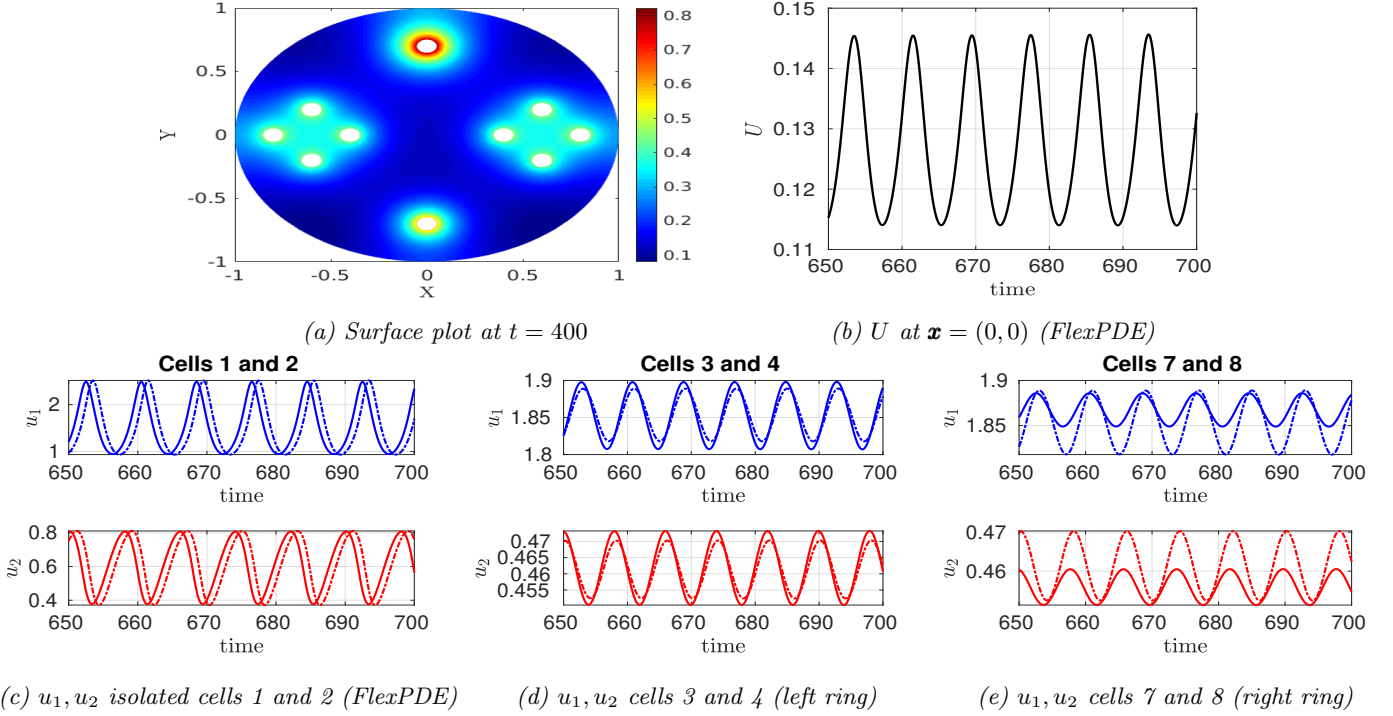 1
0.5
0
-0.5
-1
Y
-1 -0.5 0 0.5 1
X
0.8
0.7
0.6
0.5
0.4
0.3
0.2
0.1
(a) Surface plot at t = 400
0.15
0.14
0.13
0.12
0.11
U
650 660 670 680 690 700
time
(b) U at x = (0, 0) (FlexPDE)
Cells 1 and 2
2
1
u1
650 660 670 680 690 700
time
0.8
0.6
0.4
u2
650 660 670 680 690 700
time
(c) u1, u2 isolated cells 1 and 2 (FlexPDE)
Cells 3 and 4
1.9
1.85
1.8
u1
650 660 670 680 690 700
time
0.47
0.465
0.46
0.455
u2
650 660 670 680 690 700
time
(d) u1, u2 cells 3 and 4 (left ring)
Cells 7 and 8
1.9
1.85
u1
650 660 670 680 690 700
time
0.47
0.46
u2
650 660 670 680 690 700
time
(e) u1, u2 cells 7 and 8 (right ring)